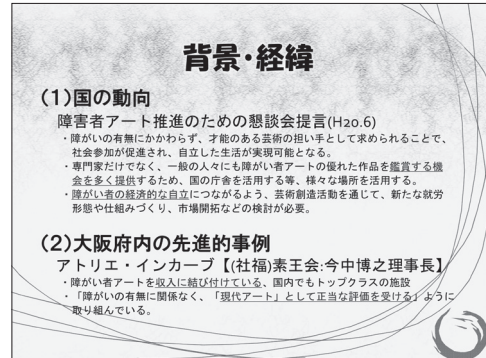 背景・経緯
(1)国の動向
障害者アート推進のための懇談会提言(H20.6)
・障がいの有無にかかわらず、才能のある芸術の担い手として求められることで、
社会参加が促進され、自立した生活が実現可能となる。
・専門家だけでなく、一般の人々にも障がい者アートの優れた作品を鑑賞する機
会を多く提供するため、国の庁舎を活用する等、様々な場所を活用する。
・障がい者の経済的な自立につながるよう、芸術創造活動を通じて、新たな就労
形態や仕組みづくり、市場開拓などの検討が必要。
(2)大阪府内の先進的事例
アトリエ・インカーブ【(社福)素王会:今中博之理事長】
・障がい者アートを収入に結び付けている、国内でもトップクラスの施設
・「障がいの有無に関係なく、「現代アート」として正当な評価を受ける」ように
取り組んでいる。